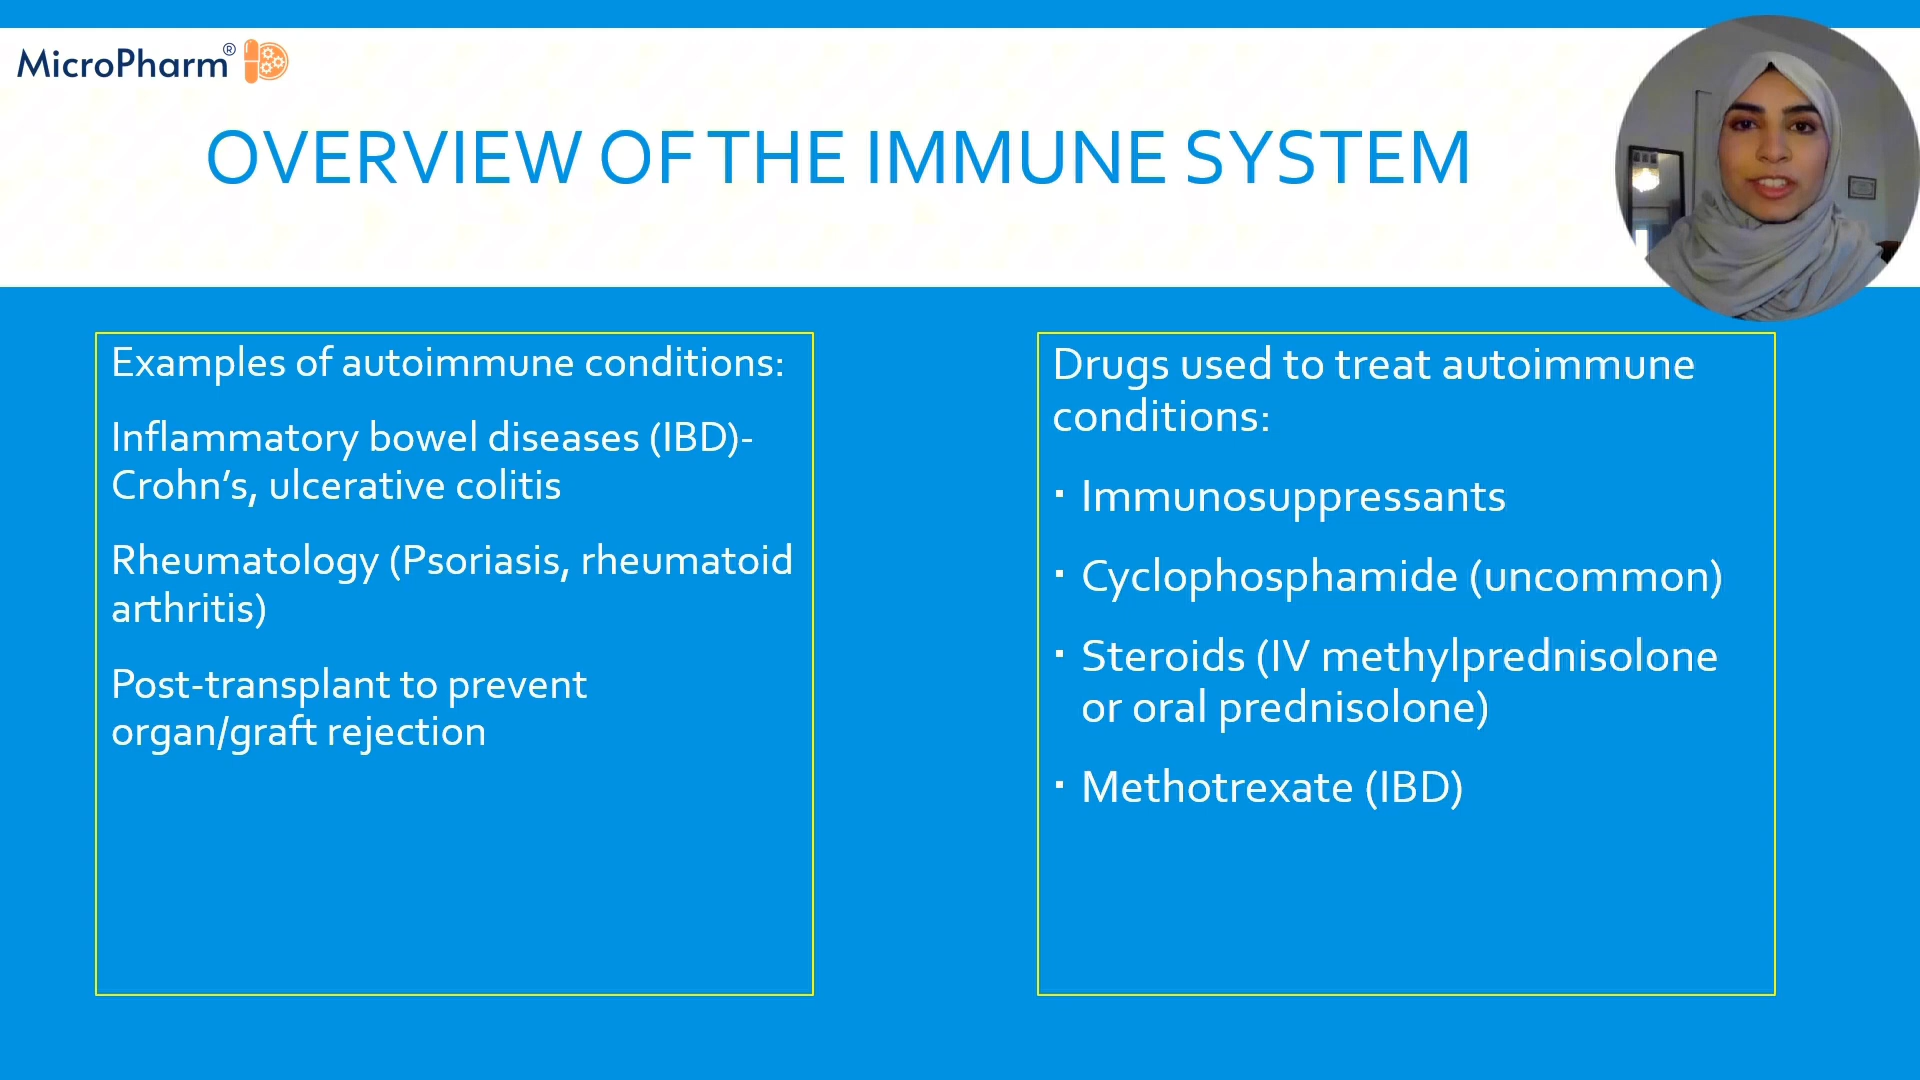 MicroPharm®
OVERVIEW OF THE IMMUNE SYSTEM
Examples of autoimmune conditions:
Inflammatory bowel diseases (IBD)-
Crohn’s, ulcerative colitis
Rheumatology (Psoriasis, rheumatoid
arthritis)
Post-transplant to prevent
organ/graft rejection
Drugs used to treat autoimmune
conditions:
▪ Immunosuppressants
▪ Cyclophosphamide (uncommon)
▪ Steroids (IV methylprednisolone
or oral prednisolone)
▪ Methotrexate (IBD)